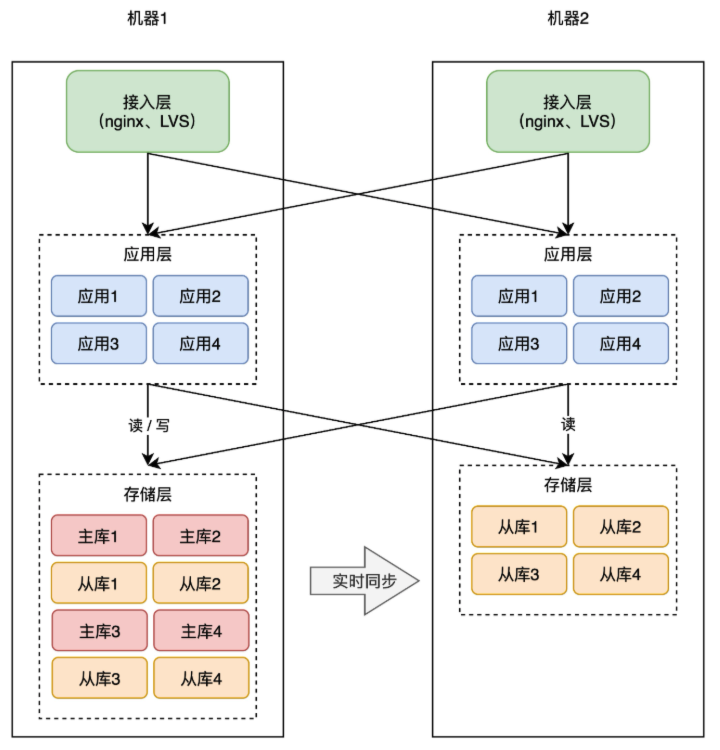 机器1
机器2
接入层
（nginx、LVS）
接入层
（nginx、LVS）
应用层
应用1
应用2
应用3
应用4
应用层
应用1
应用2
应用3
应用4
读 / 写
读
存储层
主库1
主库2
从库1
从库2
主库3
主库4
从库3
从库4
实时同步
存储层
从库1
从库2
从库3
从库4